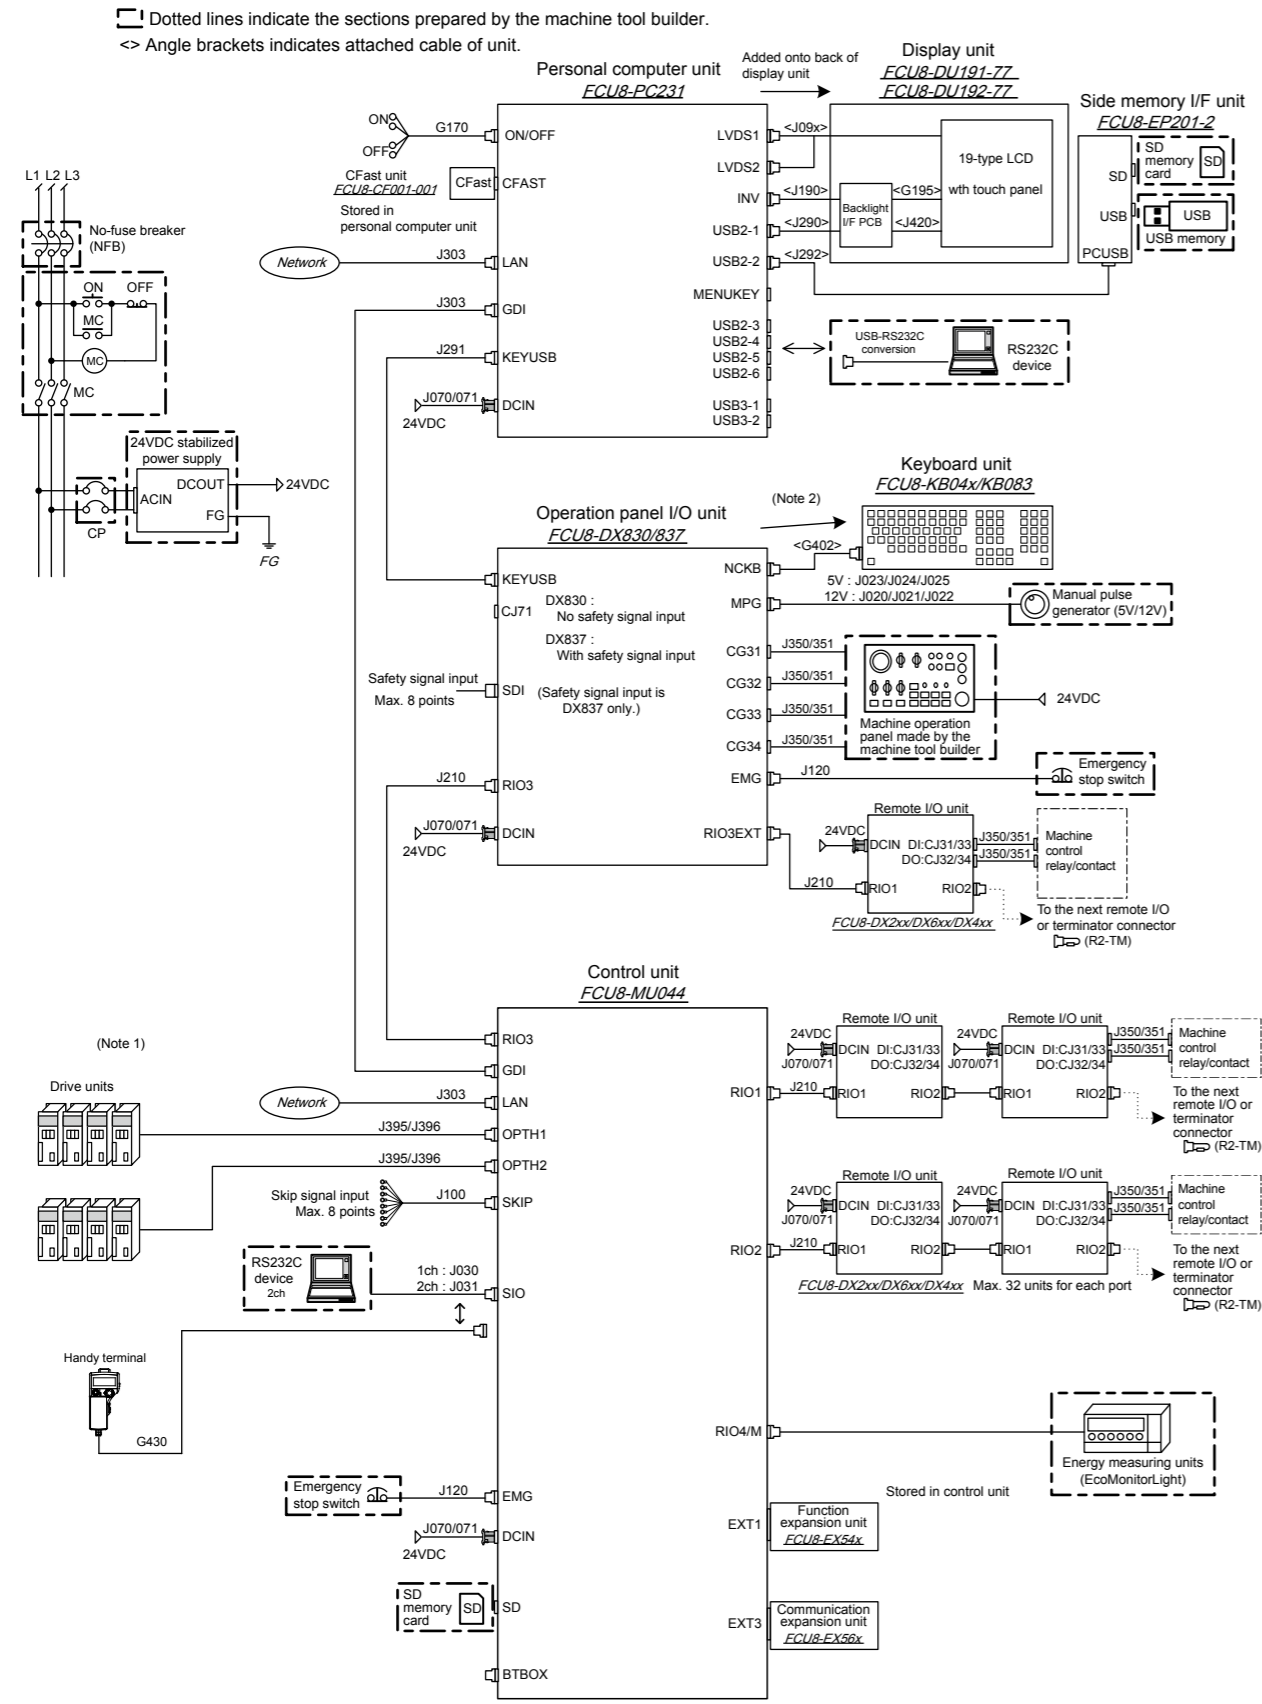 Dotted lines indicate the sections prepared by the machine tool builder.
<> Angle brackets indicates attached cable of unit.
Personal computer unit
FCU8-PC231
Added onto back of
display unit
Display unit
FCU8-DU191-77
FCU8-DU192-77
Side memory I/F unit
FCU8-EP201-2
ON
OFF
G170
ON/OFF
CFast unit
FCU8-CF001-001
CFast
CFAST
Stored in
personal computer unit
Network
J303
LAN
J303
GDI
J291
KEYUSB
J070/071
24VDC
DCIN
LVDS1
LVDS2
INV
USB2-1
USB2-2
MENUKEY
USB2-3
USB2-4
USB2-5
USB2-6
USB3-1
USB3-2
<J09x>
<J190>
<J290>
<J292>
Backlight
I/F PCB
<G195>
<J420>
19-type LCD
wth touch panel
SD
USB
PCUSB
SD
memory
card
SD
USB
USB memory
USB-RS232C
conversion
RS232C
device
L1 L2 L3
No-fuse breaker
(NFB)
ON
OFF
MC
MC
MC
24VDC stabilized
power supply
DCOUT
ACIN
FG
24VDC
FG
CP
Operation panel I/O unit
FCU8-DX830/837
(Note 2)
Keyboard unit
FCU8-KB04x/KB083
KEYUSB
CJ71
DX830 :
No safety signal input
DX837 :
With safety signal input
Safety signal input
Max. 8 points
SDI
(Safety signal input is
DX837 only.)
J210
RIO3
J070/071
24VDC
DCIN
NCKB
<G402>
MPG
5V : J023/J024/J025
12V : J020/J021/J022
Manual pulse
generator (5V/12V)
CG31
J350/351
CG32
J350/351
CG33
J350/351
CG34
J350/351
Machine operation
panel made by the
machine tool builder
24VDC
EMG
J120
Emergency
stop switch
RIO3EXT
J210
Remote I/O unit
24VDC
DCIN DI:CJ31/33
DO:CJ32/34
RIO1 RIO2
J350/351
J350/351
Machine
control
relay/contact
FCU8-DX2xx/DX6xx/DX4xx
To the next remote I/O
or terminator connector
(R2-TM)
Control unit
FCU8-MU044
(Note 1)
Drive units
RIO3
GDI
Network
J303
LAN
J395/J396
OPTH1
J395/J396
OPTH2
Skip signal input
Max. 8 points
J100
SKIP
RS232C
device
2ch
1ch : J030
2ch : J031
SIO
Handy terminal
G430
Emergency
stop switch
J120
EMG
J070/071
24VDC
DCIN
SD
memory
card
SD
SD
BTBOX
RIO1
J210
Remote I/O unit
24VDC
J070/071
DCIN DI:CJ31/33
DO:CJ32/34
RIO1 RIO2
Remote I/O unit
24VDC
J070/071
DCIN DI:CJ31/33
DO:CJ32/34
RIO1 RIO2
J350/351
J350/351
Machine
control
relay/contact
To the next
remote I/O or
terminator
connector
(R2-TM)
RIO2
J210
Remote I/O unit
24VDC
J070/071
DCIN DI:CJ31/33
DO:CJ32/34
RIO1 RIO2
Remote I/O unit
24VDC
J070/071
DCIN DI:CJ31/33
DO:CJ32/34
RIO1 RIO2
J350/351
J350/351
Machine
control
relay/contact
To the next
remote I/O or
terminator
connector
(R2-TM)
FCU8-DX2xx/DX6xx/DX4xx Max. 32 units for each port
RIO4/M
Energy measuring units
(EcoMonitorLight)
Stored in control unit
EXT1
Function
expansion unit
FCU8-EX54x
EXT3
Communication
expansion unit
FCU8-EX56x